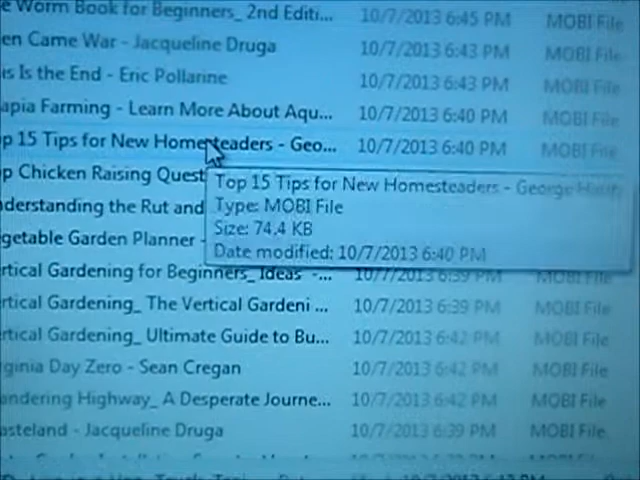 e Worm Book for Beginners_ 2nd Editi... 10/7/2013 6:45 PM MOBI File
en Came War - Jacqueline Druga 10/7/2013 6:43 PM MOBI File
is Is the End - Eric Pollarine 10/7/2013 6:43 PM MOBI File
apia Farming - Learn More About Aqu... 10/7/2013 6:40 PM MOBI File
op 15 Tips for New Homesteaders - Geo... 10/7/2013 6:40 PM MOBI File
op Chicken Raising Quest
Top 15 Tips for New Homesteaders - George
nderstanding the Rut and
Type: MOBI File
Size: 74.4 KB
egetable Garden Planner -
Date modified: 10/7/2013 6:40 PM
ertical Gardening for Beginners_ Ideas -... 10/7/2013 6:39 PM MOBI File
ertical Gardening_ The Vertical Gardeni ... 10/7/2013 6:39 PM MOBI File
ertical Gardening_ Ultimate Guide to Bu... 10/7/2013 6:42 PM MOBI File
rginia Day Zero - Sean Cregan 10/7/2013 6:42 PM MOBI File
andering Highway_ A Desperate Journe... 10/7/2013 6:42 PM MOBI File
asteland - Jacqueline Druga 10/7/2013 6:39 PM MOBI File